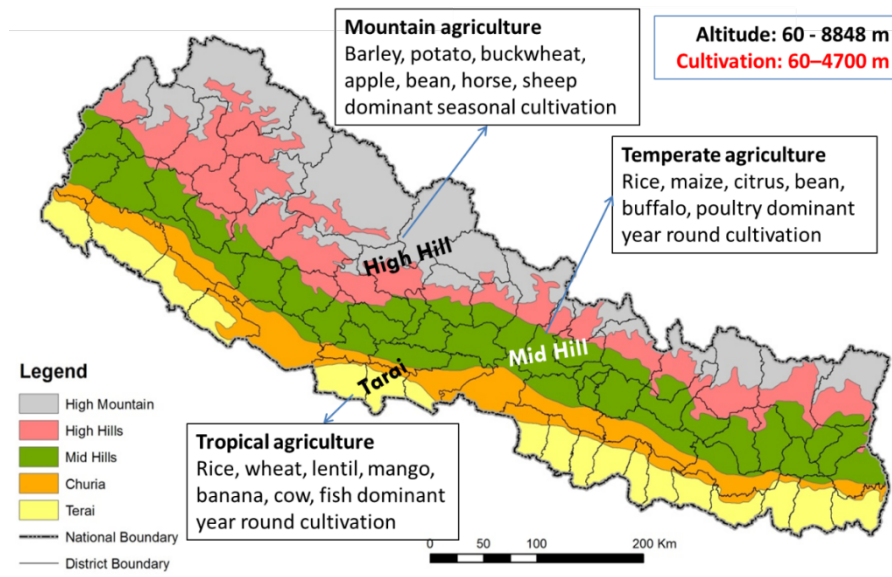 Mountain agriculture
Barley, potato, buckwheat,
apple, bean, horse, sheep
dominant seasonal cultivation
Altitude: 60 - 8848 m
Cultivation: 60–4700 m
Temperate agriculture
Rice, maize, citrus, bean,
buffalo, poultry dominant
year round cultivation
High Hill
Mid Hill
Tarai
Legend
High Mountain
High Hills
Mid Hills
Churia
Terai
National Boundary
District Boundary
Tropical agriculture
Rice, wheat, lentil, mango,
banana, cow, fish dominant
year round cultivation
0 25 50 100 150 200 Km